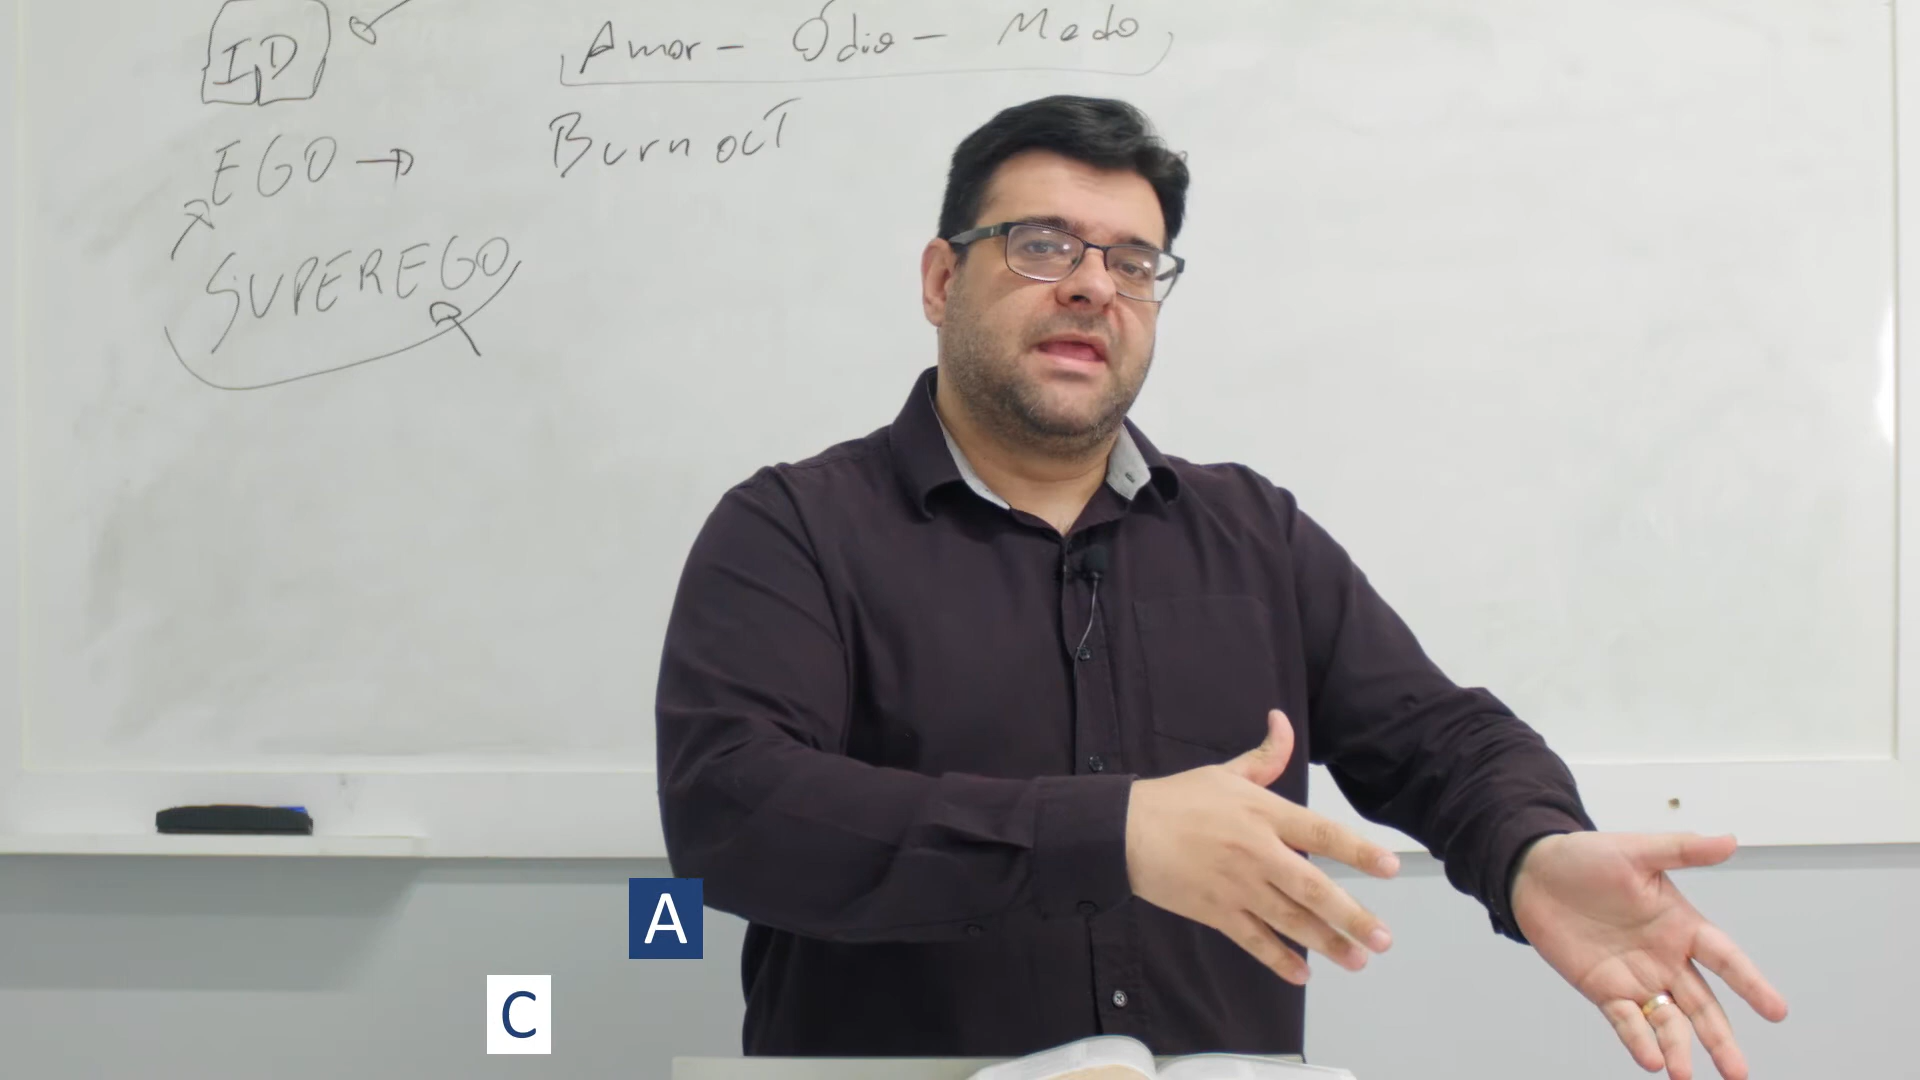 ID
Amor - Ódio - Medo
EGO → Burnout
SUPEREGO
A
C